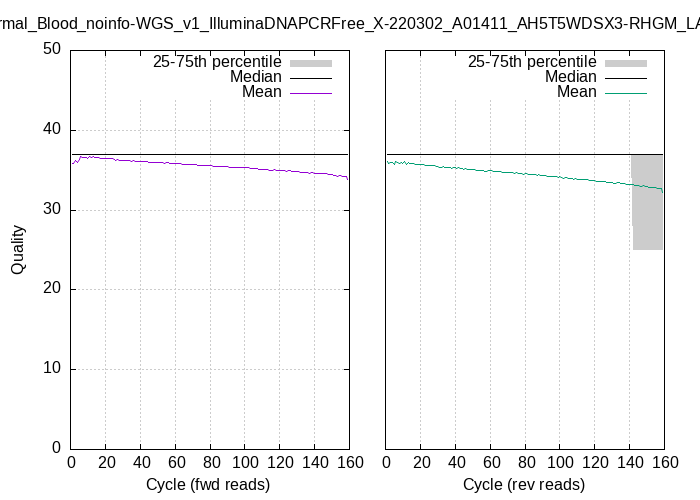 rmal_Blood_noinfo-WGS_v1_IlluminaDNAPCRFree_X-220302_A01411_AH5T5WDSX3-RHGM_LA
50
40
30
20
10
0
Quality
25-75th percentile
Median
Mean
0 20 40 60 80 100 120 140 160
Cycle (fwd reads)
25-75th percentile
Median
Mean
0 20 40 60 80 100 120 140 160
Cycle (rev reads)